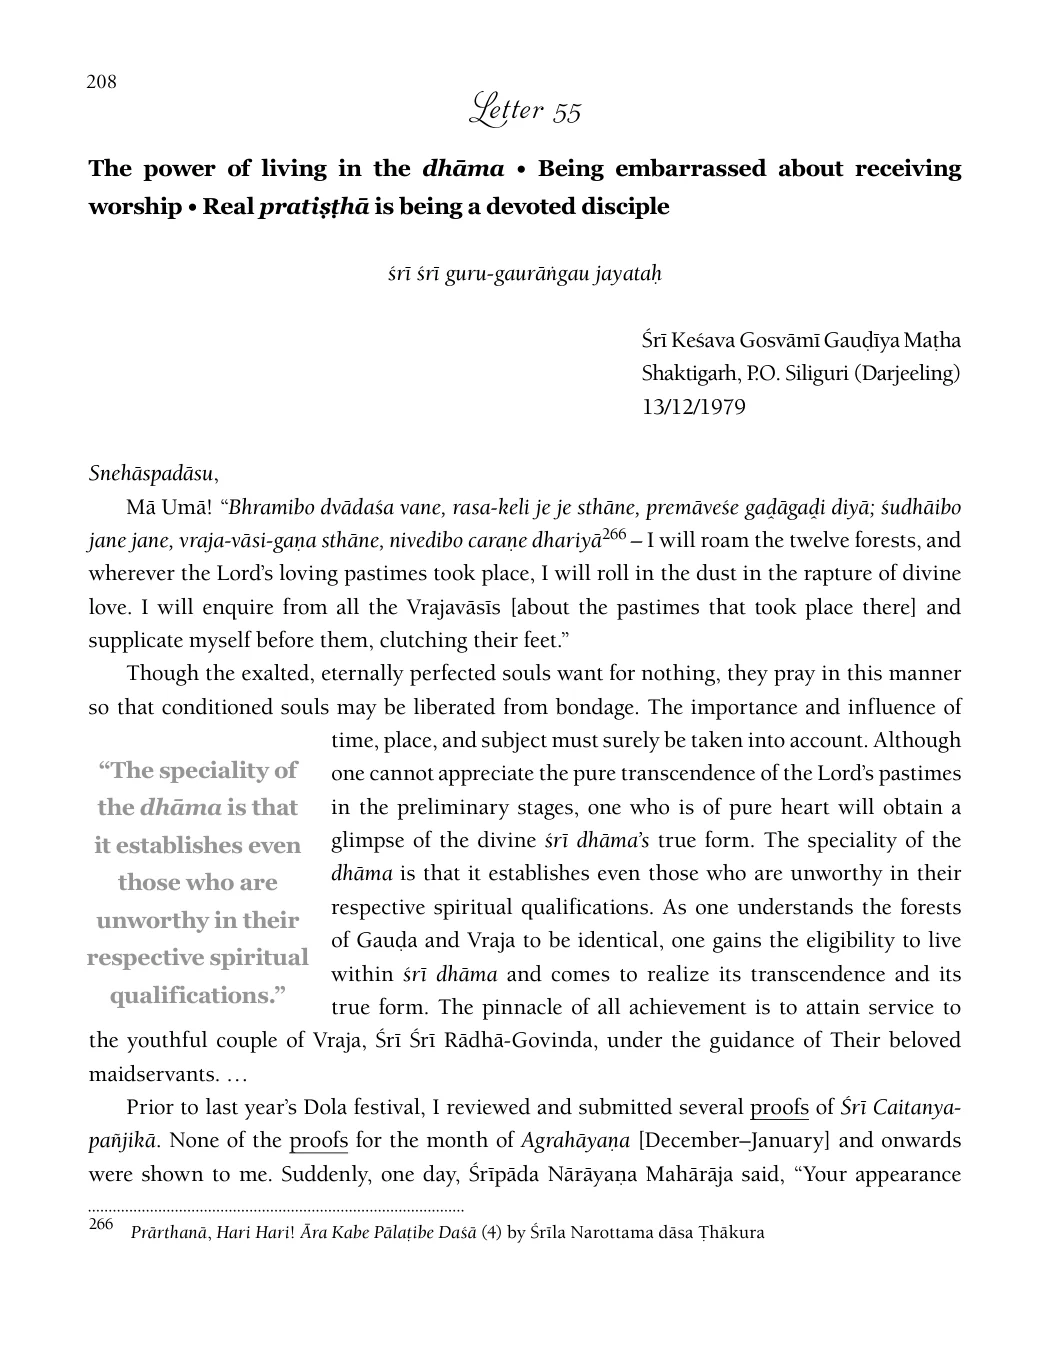 208
Letter 55
The power of living in the dhāma • Being embarrassed about receiving
worship • Real pratiṣṭhā is being a devoted disciple
śrī śrī guru-gaurāṅgau jayataḥ
Śrī Keśava Gosvāmī Gauḍīya Maṭha
Shaktigarh, P.O. Siliguri (Darjeeling)
13/12/1979
Snehāspadāsu,
Mā Umā! “Bhramibo dvādaśa vane, rasa-keli je je sthāne, premāveśe gaḓāgaḓi diyā; śudhāibo
jane jane, vraja-vāsi-gaṇa sthāne, nivedibo caraṇe dhariyā266 – I will roam the twelve forests, and
wherever the Lord’s loving pastimes took place, I will roll in the dust in the rapture of divine
love. I will enquire from all the Vrajavāsīs [about the pastimes that took place there] and
supplicate myself before them, clutching their feet.”
Though the exalted, eternally perfected souls want for nothing, they pray in this manner
so that conditioned souls may be liberated from bondage. The importance and influence of
time, place, and subject must surely be taken into account. Although
one cannot appreciate the pure transcendence of the Lord’s pastimes
in the preliminary stages, one who is of pure heart will obtain a
glimpse of the divine śrī dhāma’s true form. The speciality of the
dhāma is that it establishes even those who are unworthy in their
respective spiritual qualifications. As one understands the forests
of Gauḍa and Vraja to be identical, one gains the eligibility to live
within śrī dhāma and comes to realize its transcendence and its
true form. The pinnacle of all achievement is to attain service to
“The speciality of
the dhāma is that
it establishes even
those who are
unworthy in their
respective spiritual
qualifications.”
the youthful couple of Vraja, Śrī Śrī Rādhā-Govinda, under the guidance of Their beloved
maidservants. …
Prior to last year’s Dola festival, I reviewed and submitted several proofs of Śrī Caitanya-
pañjikā. None of the proofs for the month of Agrahāyaṇa [December–January] and onwards
were shown to me. Suddenly, one day, Śrīpāda Nārāyaṇa Mahārāja said, “Your appearance
266 Prārthanā, Hari Hari! Āra Kabe Pālaṭibe Daśā (4) by Śrīla Narottama dāsa Ṭhākura